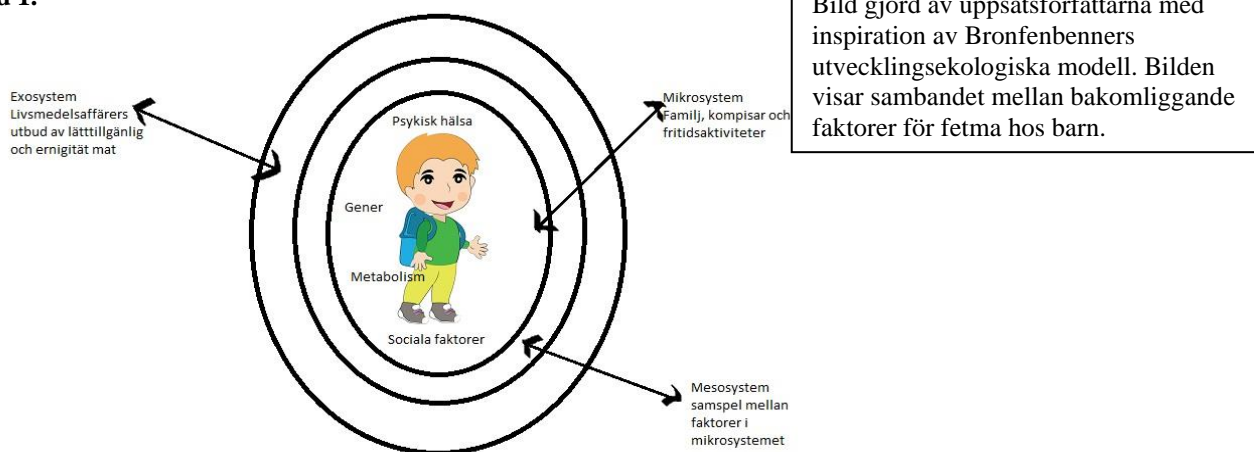 1.
Bild gjord av uppsatsförfattarna med
inspiration av Bronfenbenners
utvecklingsekologiska modell. Bilden
visar sambandet mellan bakomliggande
faktorer för fetma hos barn.
Exosystem
Livsmedelsaffärers
utbud av lätttillgänlig
och ernigität mat
Mikrosystem
Familj, kompisar och
fritidsaktiviteter
Psykisk hälsa
Gener
Metabolism
Sociala faktorer
Mesosystem
samspel mellan
faktorer i
mikrosystemet